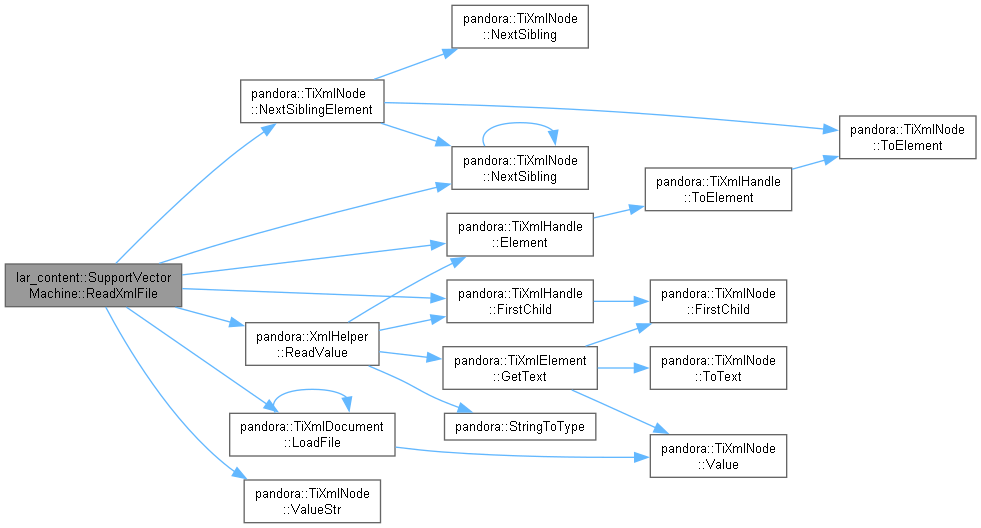 pandora::TiXmlNode
::NextSibling
pandora::TiXmlNode
::NextSiblingElement
pandora::TiXmlNode
::ToElement
pandora::TiXmlNode
::NextSibling
pandora::TiXmlHandle
::ToElement
pandora::TiXmlHandle
::Element
lar_content::SupportVector
Machine::ReadXmlFile
pandora::TiXmlHandle
::FirstChild
pandora::TiXmlNode
::FirstChild
pandora::XmlHelper
::ReadValue
pandora::TiXmlElement
::GetText
pandora::TiXmlNode
::ToText
pandora::TiXmlDocument
::LoadFile
pandora::StringToType
pandora::TiXmlNode
::Value
pandora::TiXmlNode
::ValueStr